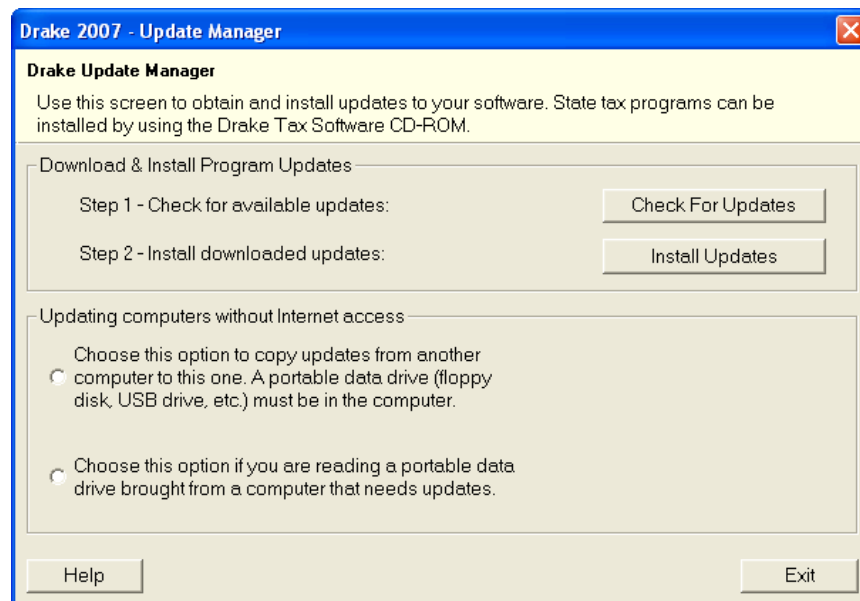 Drake 2007 - Update Manager
Drake Update Manager
Use this screen to obtain and install updates to your software. State tax programs can be
installed by using the Drake Tax Software CD-ROM.
Download & Install Program Updates
Step 1 - Check for available updates:
Check For Updates
Step 2 - Install downloaded updates:
Install Updates
Updating computers without Internet access
Choose this option to copy updates from another
computer to this one. A portable data drive (floppy
disk, USB drive, etc.) must be in the computer.
Choose this option if you are reading a portable data
drive brought from a computer that needs updates.
Help
Exit